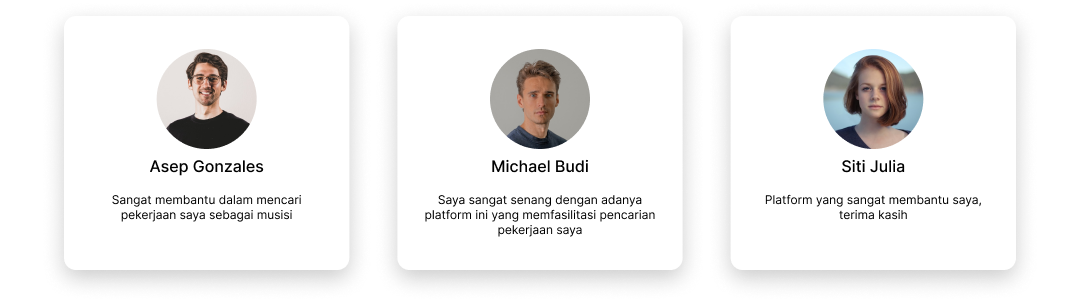 Asep Gonzales
Sangat membantu dalam mencari
pekerjaan saya sebagai musisi
Michael Budi
Saya sangat senang dengan adanya
platform ini yang memfasilitasi pencarian
pekerjaan saya
Siti Julia
Platform yang sangat membantu saya,
terima kasih